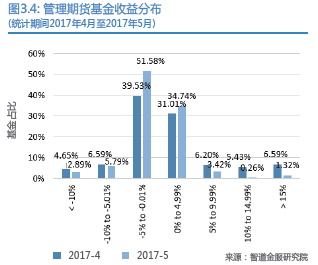 图3.4: 管理期货基金收益分布
(统计期间2017年4月至2017年5月)
60%
50%
40%
30%
20%
10%
0%
基金占比
4.65%
2.89%
6.59%
5.79%
39.53%
51.58%
31.01%
34.74%
6.20%
3.42%
5.43%
0.26%
6.59%
1.32%
< -10%
-10% to -5.01%
-5% to -0.01%
0% to 4.99%
5% to 9.99%
10% to 14.99%
> 15%
2017-4
2017-5
来源：智道金服研究院